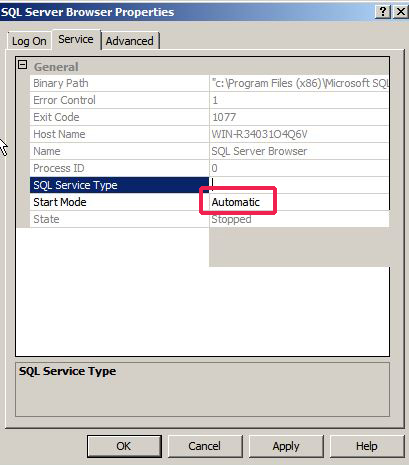 SQL Server Browser Properties
Log On Service Advanced
General
Binary Path "c:\Program Files (x86)\Microsoft SQL
Error Control 1
Exit Code 1077
Host Name WIN-R34031O4Q6V
Name SQL Server Browser
Process ID 0
SQL Service Type
Start Mode Automatic
State Stopped
SQL Service Type
OK Cancel Apply Help